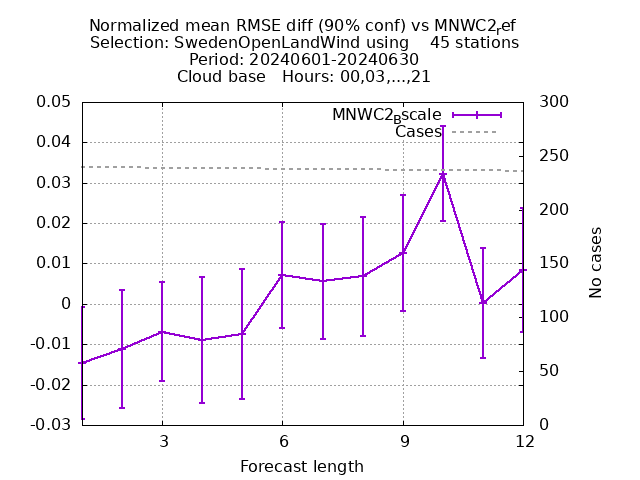 Normalized mean RMSE diff (90% conf) vs MNWC2ref
Selection: SwedenOpenLandWind using    45 stations
Period: 20240601-20240630
Cloud base   Hours: 00,03,...,21
MNWC2Bscale
Cases
0.05
0.04
0.03
0.02
0.01
0
-0.01
-0.02
-0.03
300
250
200
150
100
50
0
No cases
3 6 9 12
Forecast length